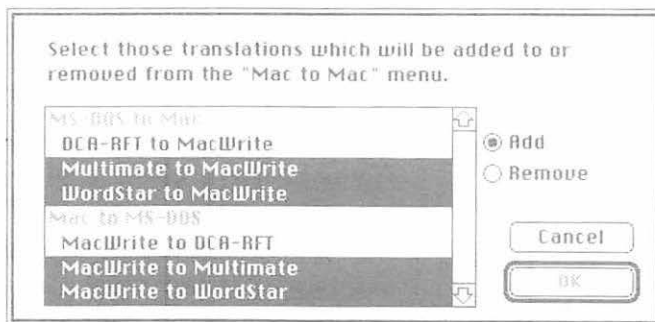 Select those translations which will be added to or
removed from the "Mac to Mac" menu.
MS-DOS to Mac
DCA-RFT to MacWrite
Multimate to MacWrite
WordStar to MacWrite
Mac to MS-DOS
MacWrite to DCA-RFT
MacWrite to Multimate
MacWrite to WordStar
Add
Remove
Cancel
OK